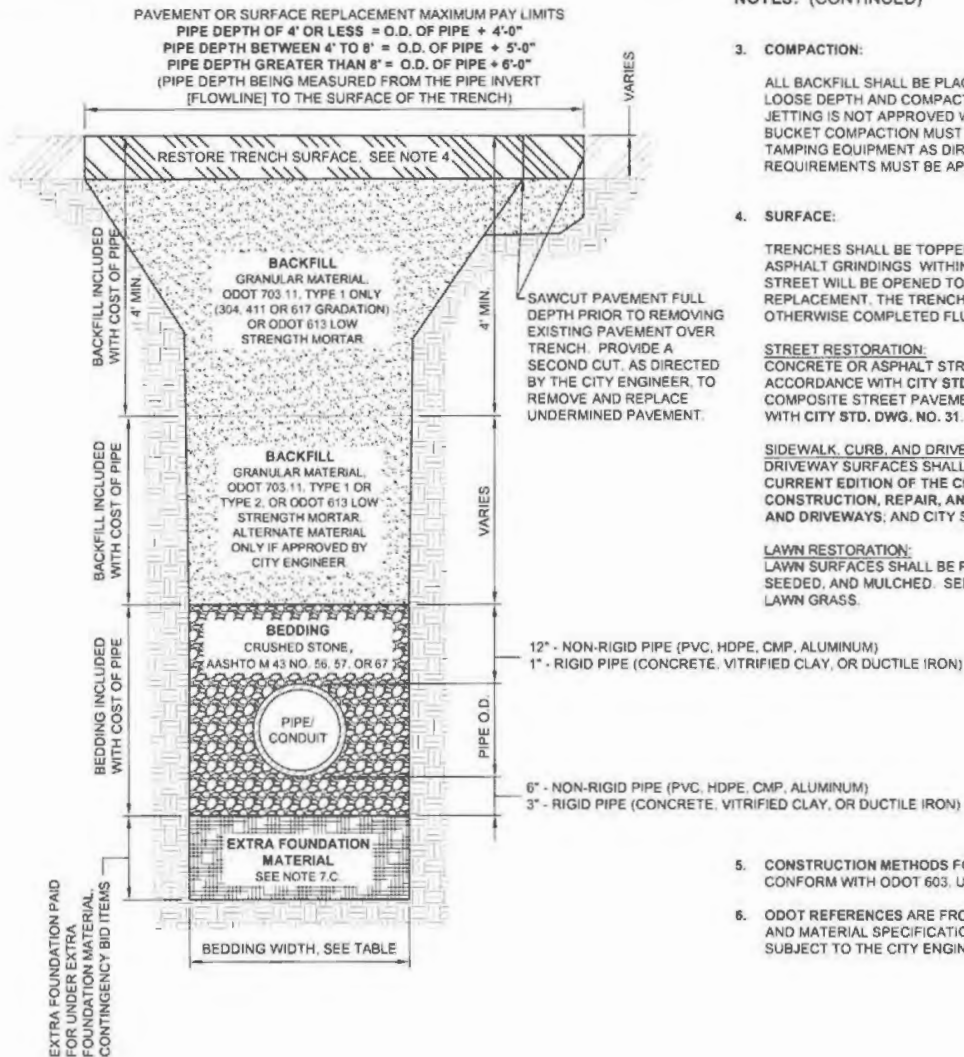 PAVEMENT OR SURFACE REPLACEMENT MAXIMUM PAY LIMITS
PIPE DEPTH OF 4' OR LESS = O.D. OF PIPE + 4'-0"
PIPE DEPTH BETWEEN 4' TO 8' = O.D. OF PIPE + 5'-0"
PIPE DEPTH GREATER THAN 8' = O.D. OF PIPE + 6'-0"
(PIPE DEPTH BEING MEASURED FROM THE PIPE INVERT
[FLOWLINE] TO THE SURFACE OF THE TRENCH)
VARIES
RESTORE TRENCH SURFACE. SEE NOTE 4
BACKFILL INCLUDED
WITH COST OF PIPE
4' MIN.
BACKFILL
GRANULAR MATERIAL,
ODOT 703.11, TYPE 1 ONLY
(304, 411 OR 617 GRADATION)
OR ODOT 613 LOW
STRENGTH MORTAR
4' MIN.
SAWCUT PAVEMENT FULL
DEPTH PRIOR TO REMOVING
EXISTING PAVEMENT OVER
TRENCH. PROVIDE A
SECOND CUT, AS DIRECTED
BY THE CITY ENGINEER, TO
REMOVE AND REPLACE
UNDERMINED PAVEMENT.
BACKFILL INCLUDED
WITH COST OF PIPE
BACKFILL
GRANULAR MATERIAL,
ODOT 703.11, TYPE 1 OR
TYPE 2, OR ODOT 613 LOW
STRENGTH MORTAR.
ALTERNATE MATERIAL
ONLY IF APPROVED BY
CITY ENGINEER
VARIES
BEDDING INCLUDED
WITH COST OF PIPE
BEDDING
CRUSHED STONE,
AASHTO M 43 NO. 56, 57, OR 67
12" - NON-RIGID PIPE (PVC, HDPE, CMP, ALUMINUM)
1" - RIGID PIPE (CONCRETE, VITRIFIED CLAY, OR DUCTILE IRON)
PIPE/
CONDUIT
PIPE O.D.
6" - NON-RIGID PIPE (PVC, HDPE, CMP, ALUMINUM)
3" - RIGID PIPE (CONCRETE, VITRIFIED CLAY, OR DUCTILE IRON)
EXTRA FOUNDATION
MATERIAL
SEE NOTE 7.C.
EXTRA FOUNDATION PAID
FOR UNDER EXTRA
FOUNDATION MATERIAL,
CONTINGENCY BID ITEMS
BEDDING WIDTH, SEE TABLE
NOTES: (CONTINUED)
3. COMPACTION:
ALL BACKFILL SHALL BE PLAC
LOOSE DEPTH AND COMPACT
JETTING IS NOT APPROVED W
BUCKET COMPACTION MUST
TAMPING EQUIPMENT AS DIR
REQUIREMENTS MUST BE AP
4. SURFACE:
TRENCHES SHALL BE TOPPE
ASPHALT GRINDINGS WITHIN
STREET WILL BE OPENED TO
REPLACEMENT. THE TRENCH
OTHERWISE COMPLETED FLU
STREET RESTORATION:
CONCRETE OR ASPHALT STR
ACCORDANCE WITH CITY STD
COMPOSITE STREET PAVEME
WITH CITY STD. DWG. NO. 31.
SIDEWALK, CURB, AND DRIVE
DRIVEWAY SURFACES SHALL
CURRENT EDITION OF THE CI
CONSTRUCTION, REPAIR, AN
AND DRIVEWAYS; AND CITY S
LAWN RESTORATION:
LAWN SURFACES SHALL BE F
SEEDED, AND MULCHED. SEE
LAWN GRASS.
5. CONSTRUCTION METHODS FO
CONFORM WITH ODOT 603, U
6. ODOT REFERENCES ARE FRO
AND MATERIAL SPECIFICATIO
SUBJECT TO THE CITY ENGIN